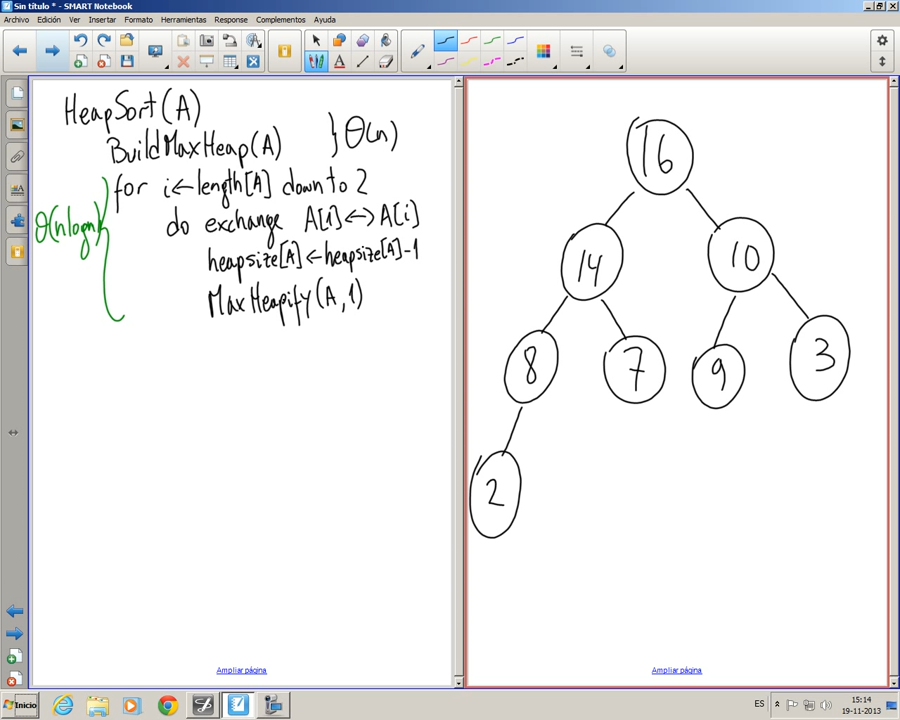 Sin título * - SMART Notebook
Archivo Edición Ver Insertar Formato Herramientas Response Complementos Ayuda
HeapSort(A)
BuildMaxHeap(A) } Θ(n)
for i←length[A] down to 2
do exchange A[1]↔A[i]
heapsize[A]←heapsize[A]-1
MaxHeapify(A,1)
θ(nlogn)
16
14 10
8 7 9 3
2
Ampliar página Ampliar página
Inicio
ES
15:14
19-11-2013